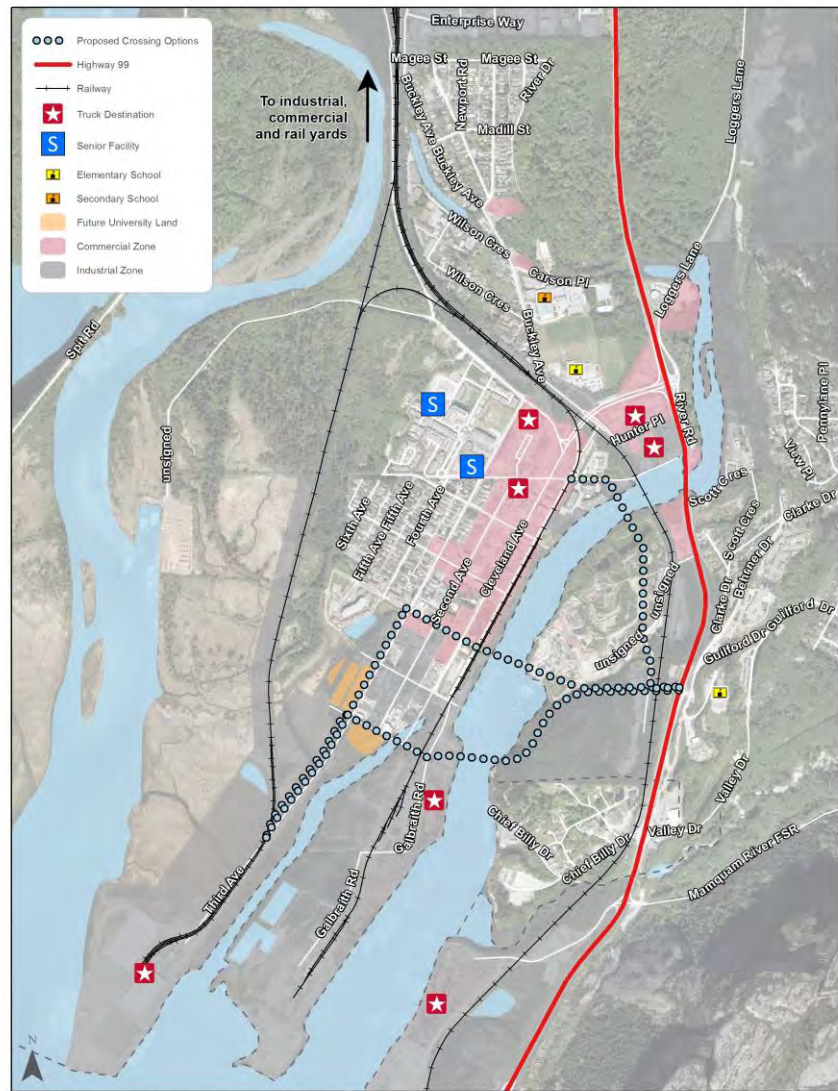 Proposed Crossing Options
Highway 99
Railway
Truck Destination
S
Senior Facility
Elementary School
Secondary School
Future University Land
Commercial Zone
Industrial Zone
To industrial,
commercial
and rail yards
Enterprise Way
Magee St
Magee St
Newport Rd
River Dr
Buckley Ave
Madill St
Buckley Ave
Loggers Lane
Wilson Cres
Carson Pl
Wilson Cres
Loggers Lane
Buckley Ave
Spit Rd
unsigned
S
Hunter Pl
River Rd
Pennylane Pl
View Pl
S
Scott Cres
Clarke Dr
Sixth Ave
Fifth Ave
Fifth Ave
Fourth Ave
Scott Cres
Behrner Dr
Second Ave
Cleveland Ave
unsigned
unsigned
Clarke Dr
Guilford Dr
Guilford Dr
Valley Dr
Galbraith Rd
Chief Billy Dr
Chief Billy Dr
Valley Dr
Mamquam River FSR
Third Ave
Galbraith Rd
N